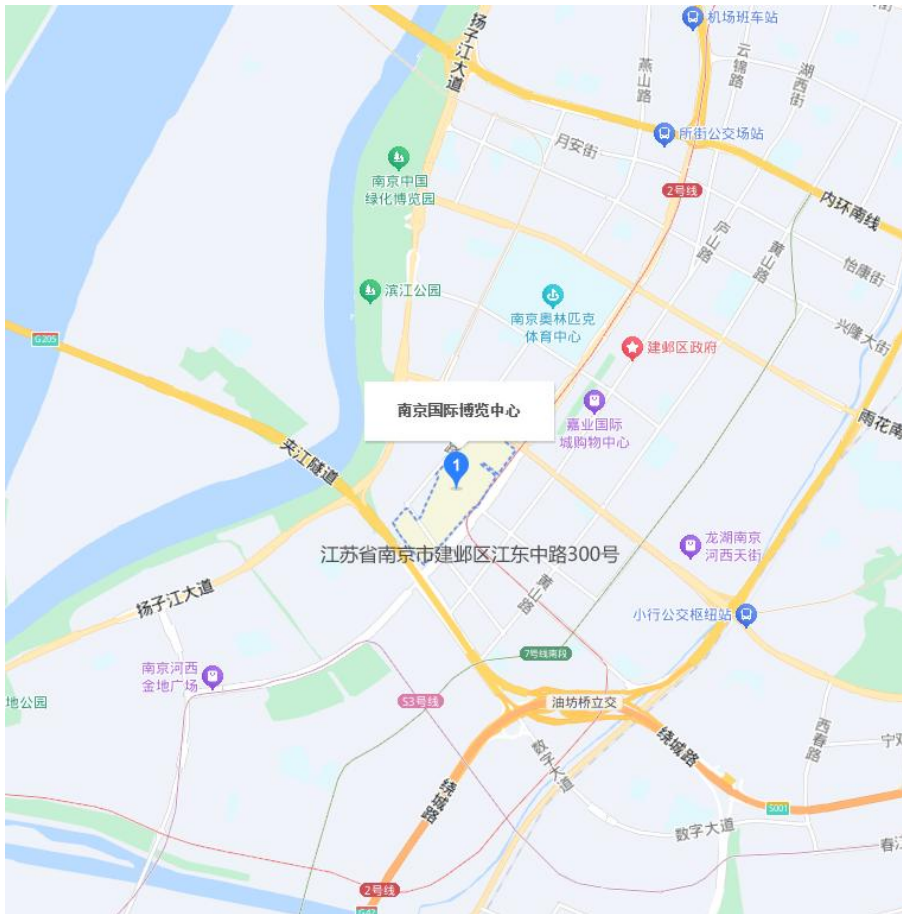 机场班车站
扬子江大道
燕山路
云锦路
湖西街
所街公交场站
月安街
南京中国
绿化博览园
2号线
内环南线
庐山路
黄山路
怡康街
滨江公园
南京奥林匹克
体育中心
兴隆大街
G205
建邺区政府
南京国际博览中心
嘉业国际
城购物中心
雨花南
路
夹江隧道
1
江苏省南京市建邺区江东中路300号
龙湖南京
河西天街
黄山路
扬子江大道
小行公交枢纽站
7号线南段
南京河西
金地广场
S3号线
地公园
油坊桥立交
西春路
绕城路
数字大道
绕城路
S001
数字大道
春江
2号线